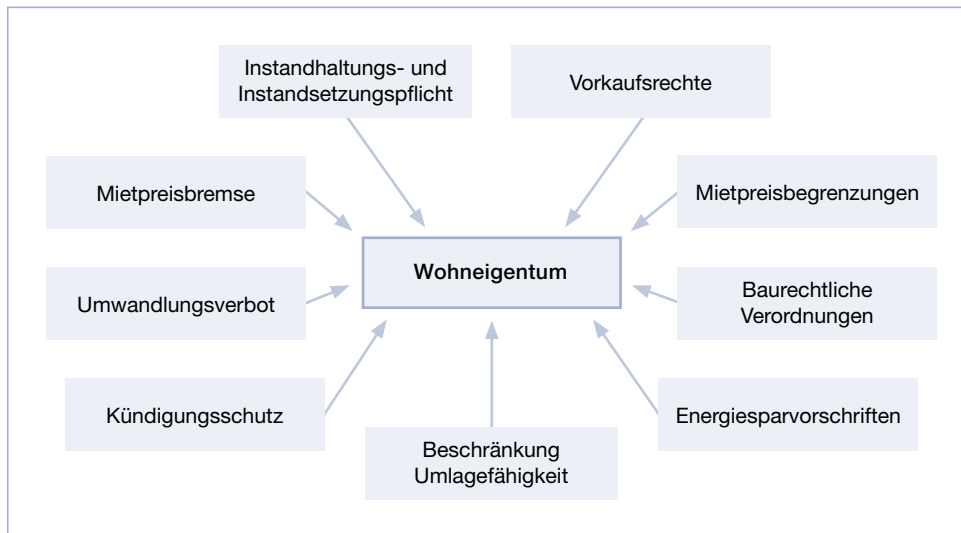 Instandhaltungs- und
Instandsetzungspflicht
Vorkaufsrechte
Mietpreisbremse
Mietpreisbegrenzungen
Wohneigentum
Umwandlungsverbot
Baurechtliche
Verordnungen
Kündigungsschutz
Energiesparvorschriften
Beschränkung
Umlagefähigkeit